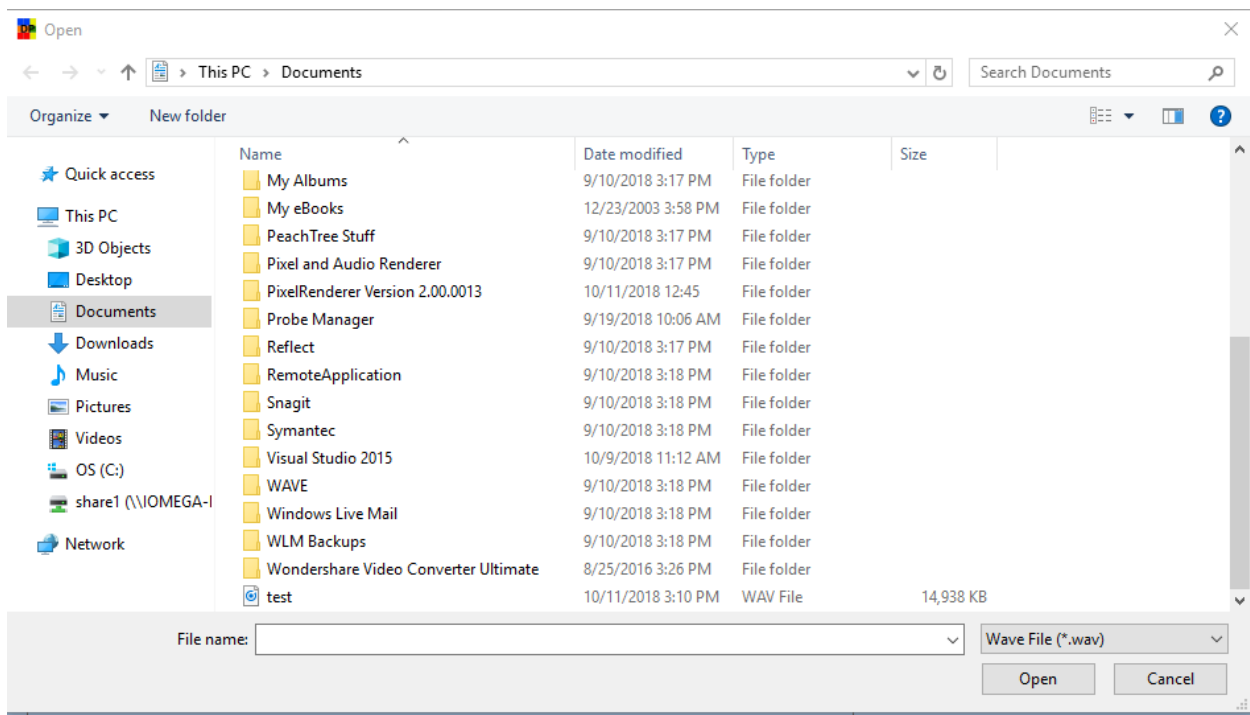 DP Open
This PC > Documents
Search Documents
Organize New folder
?
Name Date modified Type Size
Quick access
This PC
3D Objects
Desktop
Documents
Downloads
Music
Pictures
Videos
OS (C:)
share1 (\\IOMEGA-
Network
My Albums 9/10/2018 3:17 PM File folder
My eBooks 12/23/2003 3:58 PM File folder
PeachTree Stuff 9/10/2018 3:17 PM File folder
Pixel and Audio Renderer 9/10/2018 3:17 PM File folder
PixelRenderer Version 2.00.0013 10/11/2018 12:45 File folder
Probe Manager 9/19/2018 10:06 AM File folder
Reflect 9/10/2018 3:17 PM File folder
RemoteApplication 9/10/2018 3:18 PM File folder
Snagit 9/10/2018 3:18 PM File folder
Symantec 9/10/2018 3:18 PM File folder
Visual Studio 2015 10/9/2018 11:12 AM File folder
WAVE 9/10/2018 3:18 PM File folder
Windows Live Mail 9/10/2018 3:18 PM File folder
WLM Backups 9/10/2018 3:18 PM File folder
Wondershare Video Converter Ultimate 8/25/2016 3:26 PM File folder
test 10/11/2018 3:10 PM WAV File 14,938 KB
File name:
Wave File (*.wav)
Open Cancel